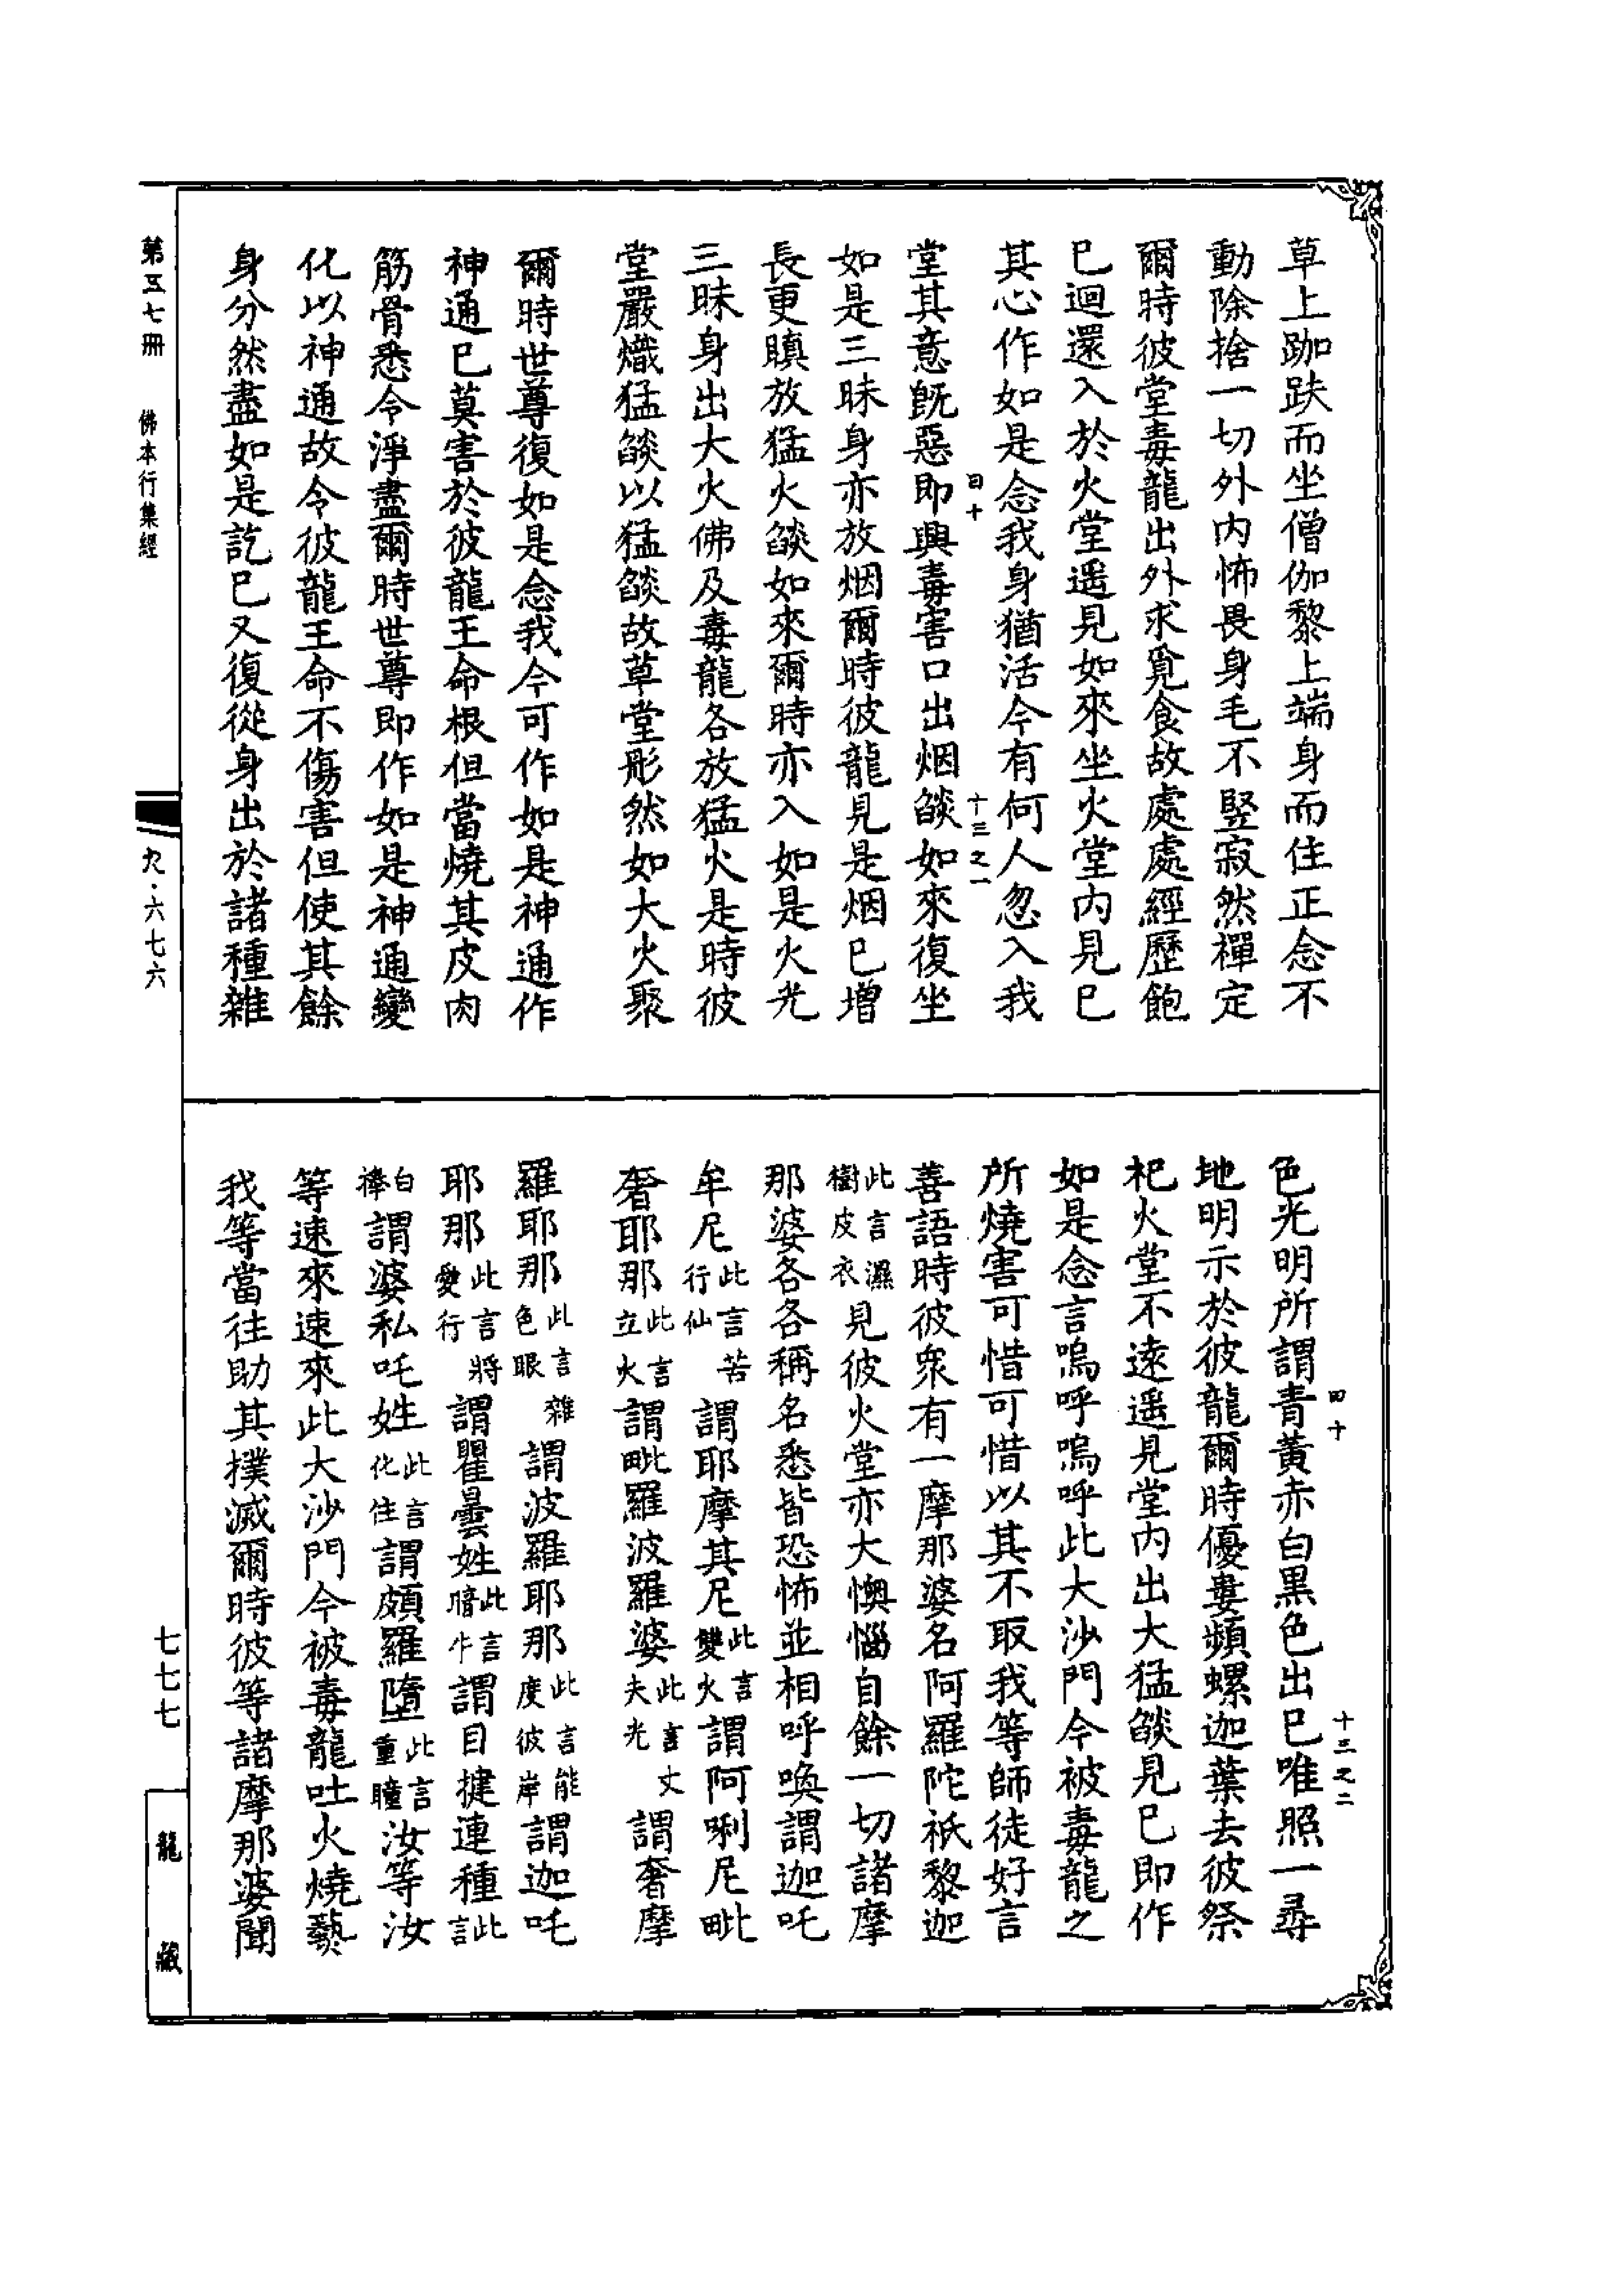 草上跏趺而坐僧伽黎上端身而住正念不
動除捨一切外內怖畏身毛不竪寂然禪定
爾時彼堂毒龍出外求覓食故處處經歷飽
已迴還入於火堂遥見如來坐火堂內見已
其心作如是念我身猶活今有何人忽入我
曰十
十三之一
堂其意旣惡即興毒害口出烟燄如來復坐
如是三昧身亦放烟爾時彼龍見是烟已增
長更瞋放猛火燄如來爾時亦入如是火光
三昧身出大火佛及毒龍各放猛火是時彼
堂嚴熾猛燄以猛燄故草堂彤然如大火聚
爾時世尊復如是念我今可作如是神通作
神通已莫害於彼龍王命根但當燒其皮肉
筋骨悉令淨盡爾時世尊即作如是神通變
化以神通故令彼龍王命不傷害但使其餘
身分然盡如是訖已又復從身出於諸種雜
曰十
十三之二
色光明所謂青黃赤白黑色出已唯照一尋
地明示於彼龍爾時優婁頻螺迦葉去彼祭
祀火堂不遠遥見堂內出大猛燄見已即作
如是念言嗚呼嗚呼此大沙門今被毒龍之
所燒害可惜可惜以其不取我等師徒好言
善語時彼衆有一摩那婆名阿羅陀祇黎迦
此言濕樹皮衣見彼火堂亦大懊惱自餘一切諸摩
那婆各各稱名悉皆恐怖並相呼喚謂迦吒
牟尼此言苦行仙謂耶摩其尼此言雙火謂阿唎尼毗
奢耶那此言立火謂毗羅波羅婆此言丈夫光謂奢摩
羅耶那此言雜色眼謂波羅耶那此言能度彼岸謂迦吒
耶那此言將愛行謂瞿曇姓此言暗牛謂目揵連種此言
白捧謂婆私吒姓此言化住謂頗羅墮此言重瞳汝等汝
等速來速來此大沙門今被毒龍吐火燒爇
我等當往助其撲滅爾時彼等諸摩那婆聞
第五七冊
佛本行集經
九·六七六
七七七
龍藏